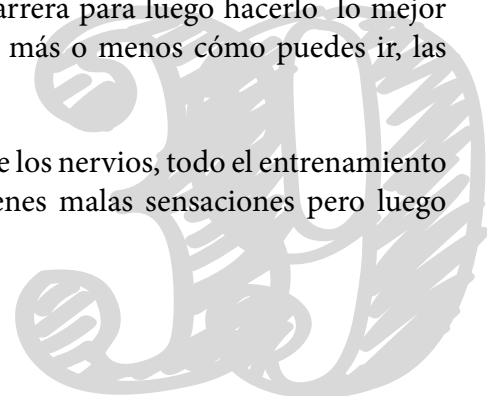 arrera para luego hacerlo lo mejor
más o menos cómo puedes ir, las
e los nervios, todo el entrenamiento
enes malas sensaciones pero luego
39